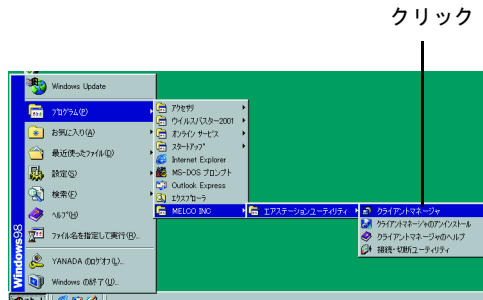 クリック
Windows Update
プログラム(P)
お気に入り(A)
最近使ったファイル(D)
設定(S)
検索(F)
ヘルプ(H)
ファイル名を指定して実行(R)...
YANADA のログオフ(L)...
Windows の終了(U)...
Windows98
アクセサリ
ウイルスバスター2001
オンライン サービス
スタートアップ
Internet Explorer
MS-DOS プロンプト
Outlook Express
エクスプローラ
MELCO INC
エアステーションユーティリティ
クライアントマネージャ
クライアントマネージャのアンインストール
クライアントマネージャのヘルプ
接続・切断ユーティリティ